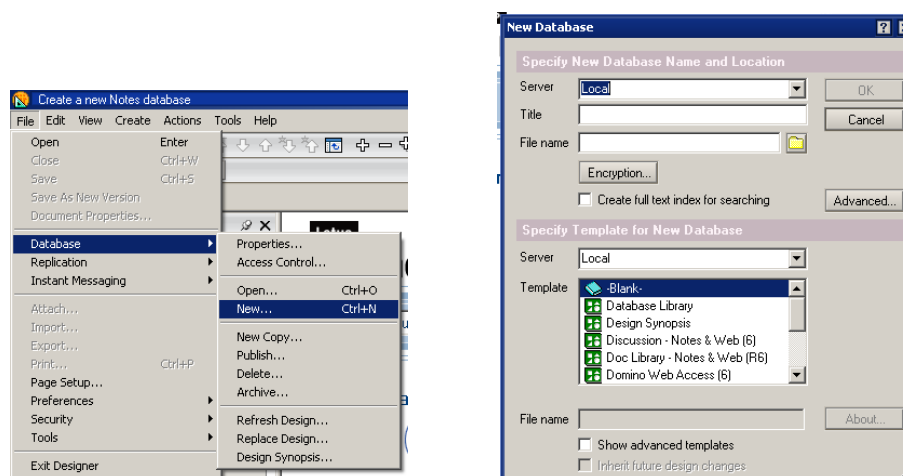 Create a new Notes database
File Edit View Create Actions Tools Help
Open Enter
Close Ctrl+W
Save Ctrl+S
Save As New Version
Document Properties...
Database
Replication
Instant Messaging
Attach...
Import...
Export...
Print... Ctrl+P
Page Setup...
Preferences
Security
Tools
Exit Designer
Lotus
Properties...
Access Control...
Open... Ctrl+O
New... Ctrl+N
New Copy...
Publish...
Delete...
Archive...
Refresh Design...
Replace Design...
Design Synopsis...
New Database
Specify New Database Name and Location
Server Local OK
Title Cancel
File name
Encryption...
Create full text index for searching Advanced...
Specify Template for New Database
Server Local
Template -Blank-
Database Library
Design Synopsis
Discussion - Notes & Web (6)
Doc Library - Notes & Web (R6)
Domino Web Access (6)
File name About...
Show advanced templates
Inherit future design changes